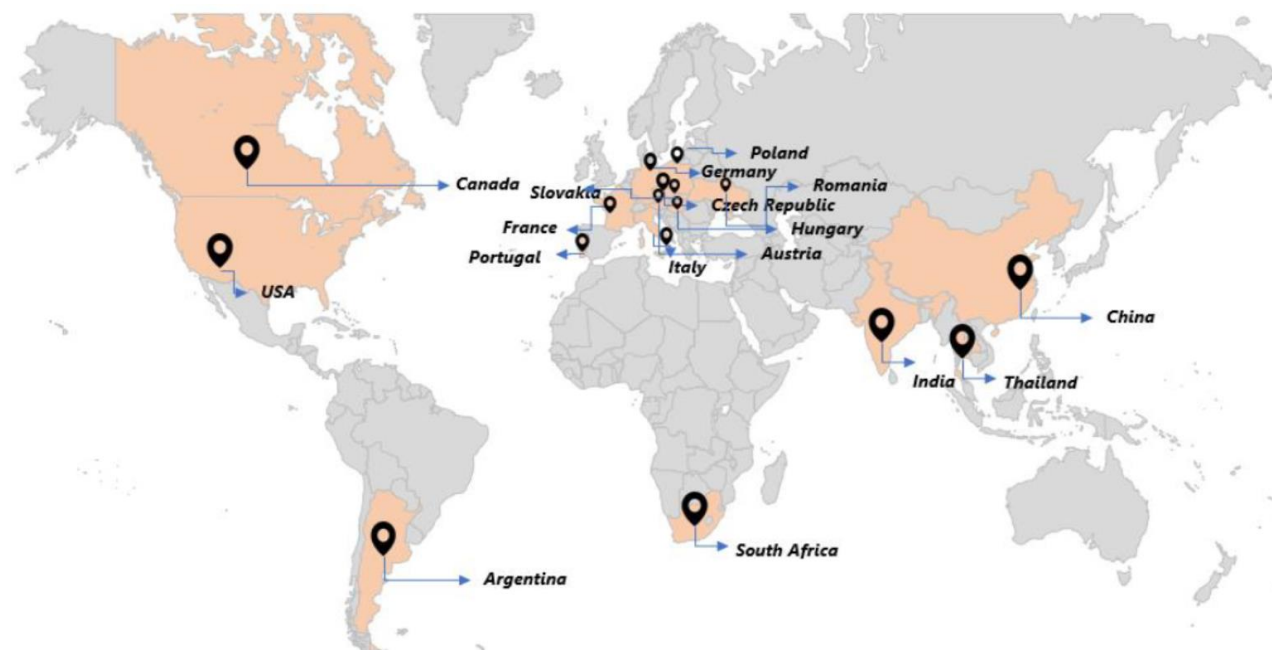 Poland
Germany
Canada
Slovakia
Romania
Czech Republic
France
Hungary
Portugal
Austria
Italy
USA
China
India
Thailand
South Africa
Argentina